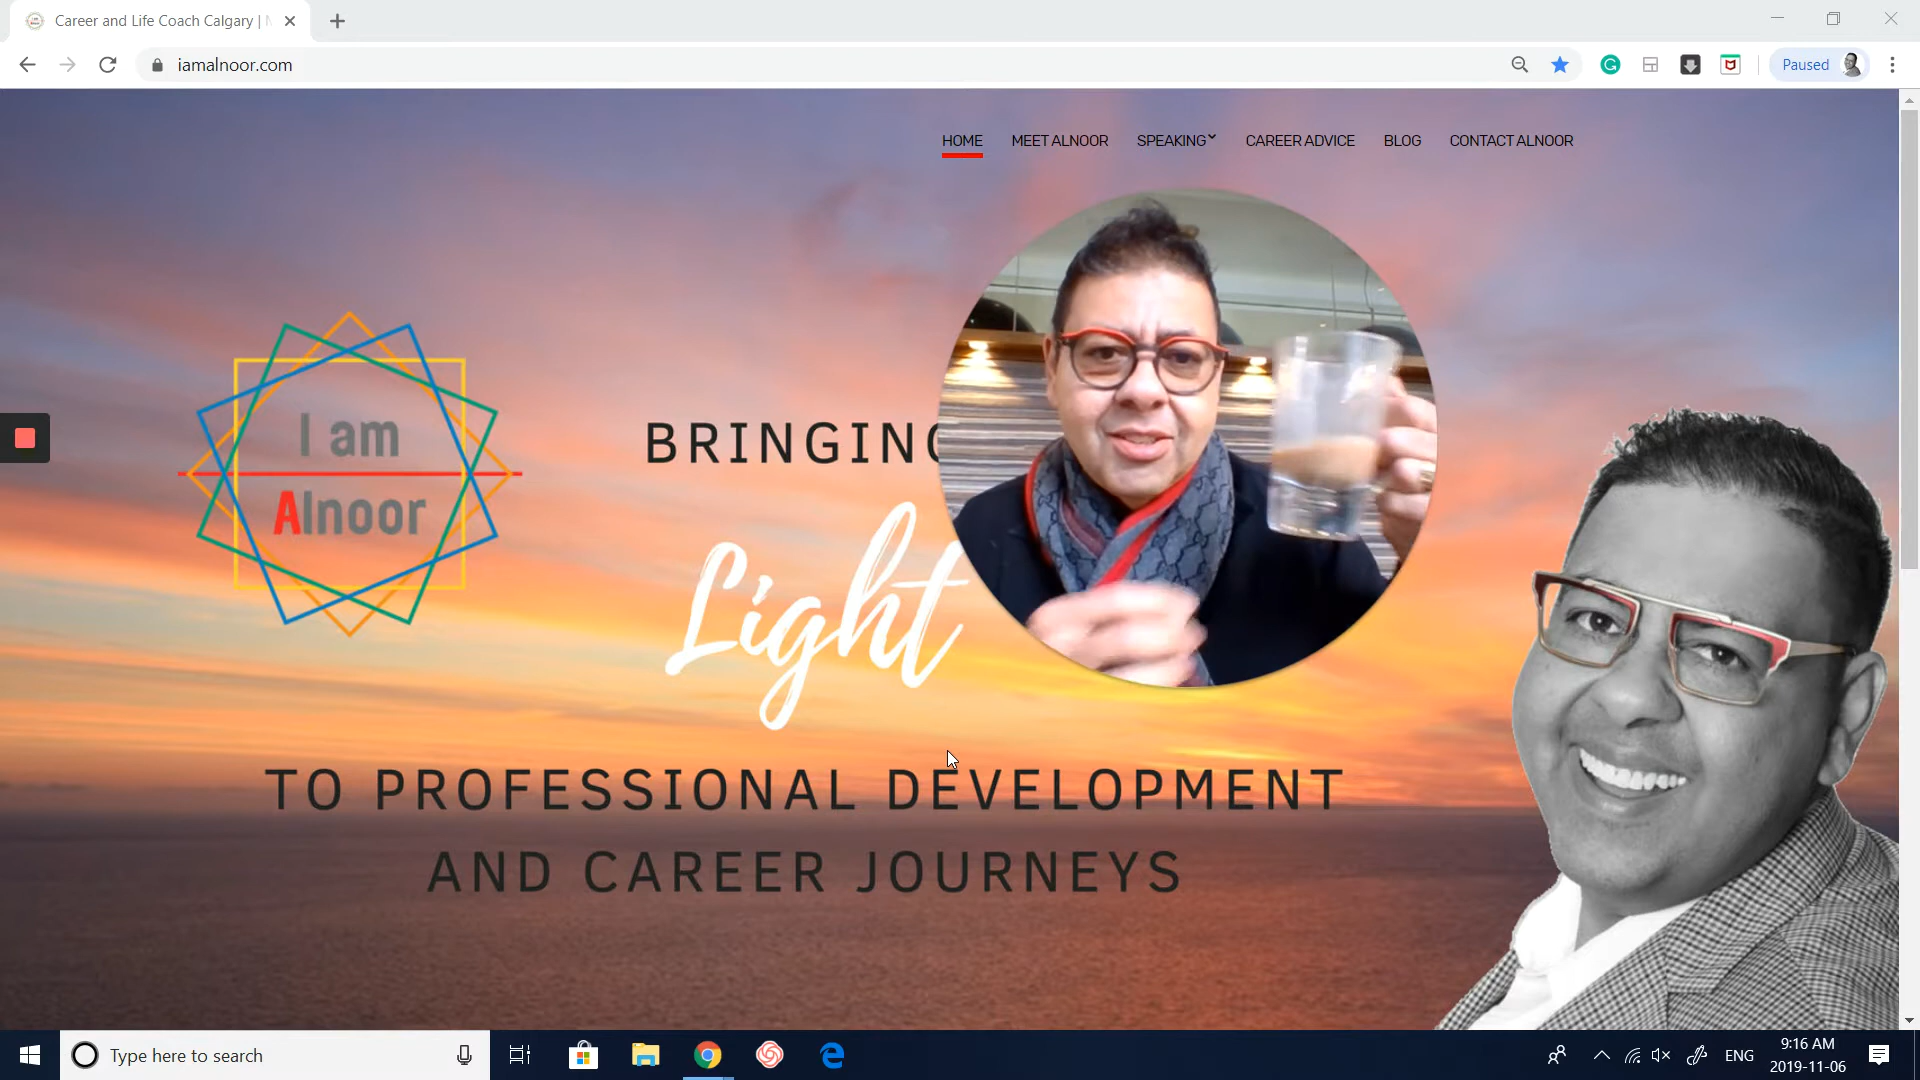 Career and Life Coach Calgary |
iamalnoor.com
Paused
HOME MEET ALNOOR SPEAKING CAREER ADVICE BLOG CONTACT ALNOOR
I am
Alnoor
BRINGING
Light
TO PROFESSIONAL DEVELOPMENT
AND CAREER JOURNEYS
Type here to search
ENG
9:16 AM
2019-11-06